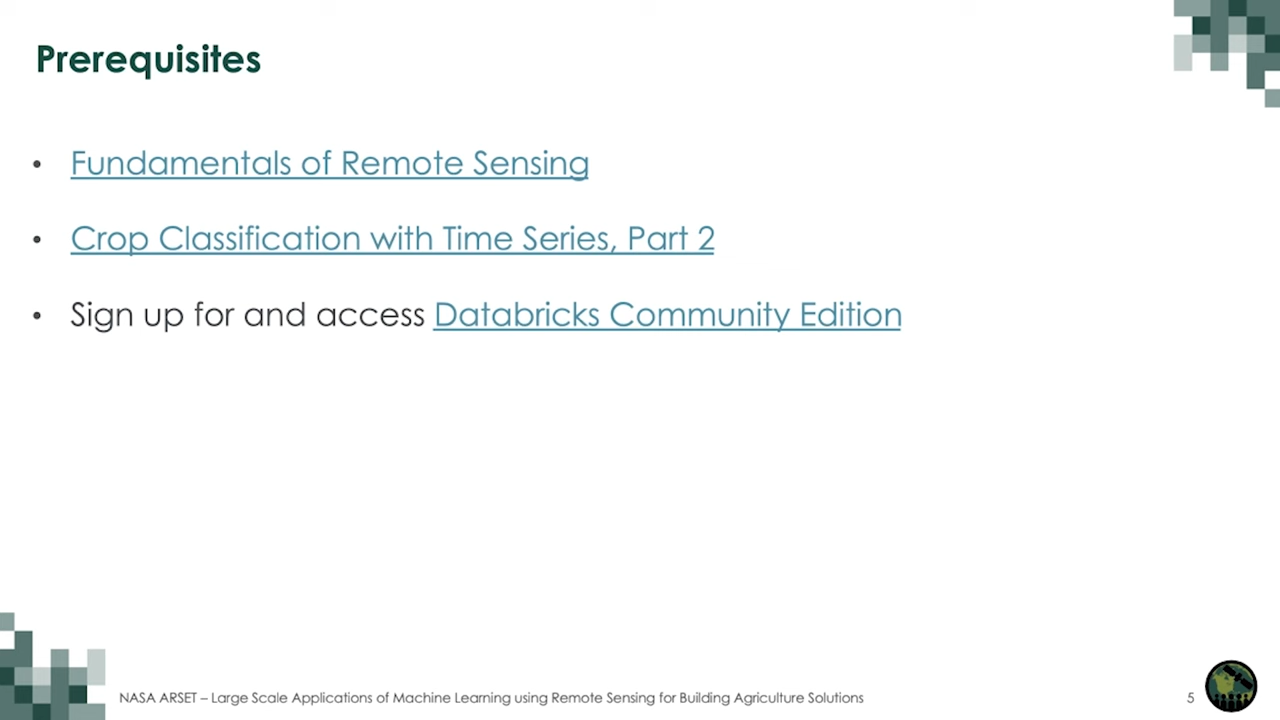 Prerequisites
• Fundamentals of Remote Sensing
• Crop Classification with Time Series, Part 2
• Sign up for and access Databricks Community Edition
NASA ARSET – Large Scale Applications of Machine Learning using Remote Sensing for Building Agriculture Solutions
5